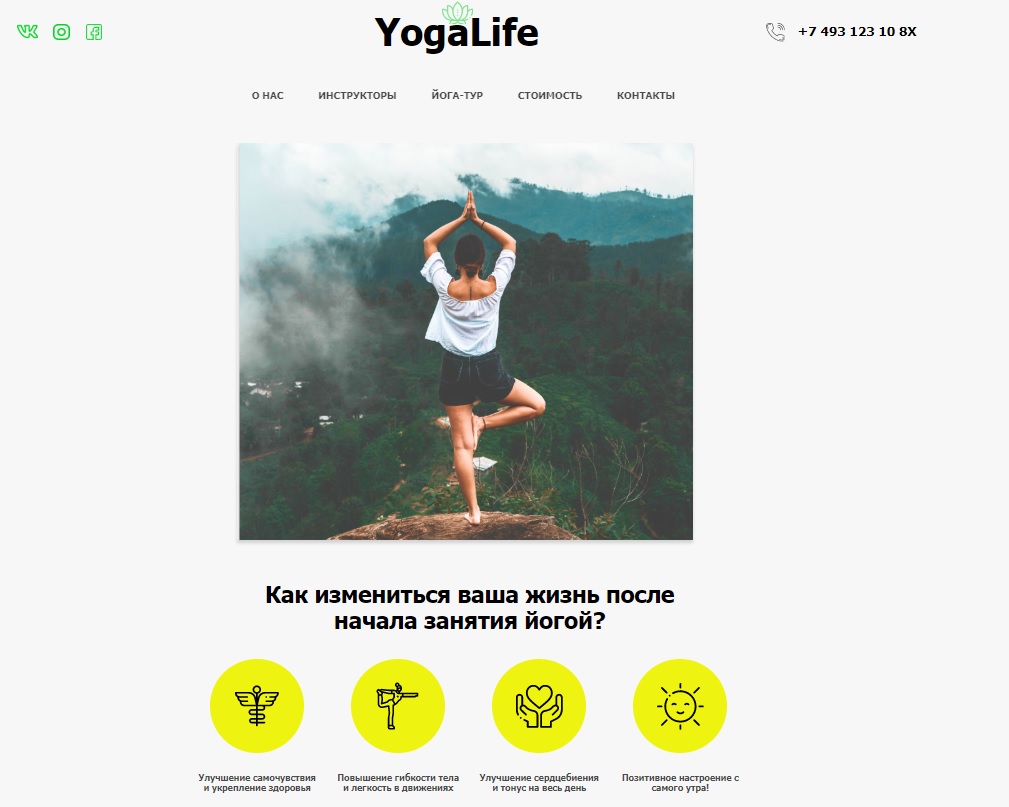 YogaLife
+7 493 123 10 8X
О НАС ИНСТРУКТОРЫ ЙОГА-ТУР СТОИМОСТЬ КОНТАКТЫ
Как измениться ваша жизнь после
начала занятия йогой?
Улучшение самочувствия
и укрепление здоровья
Повышение гибкости тела
и легкость в движениях
Улучшение сердцебиения
и тонус на весь день
Позитивное настроение с
самого утра!